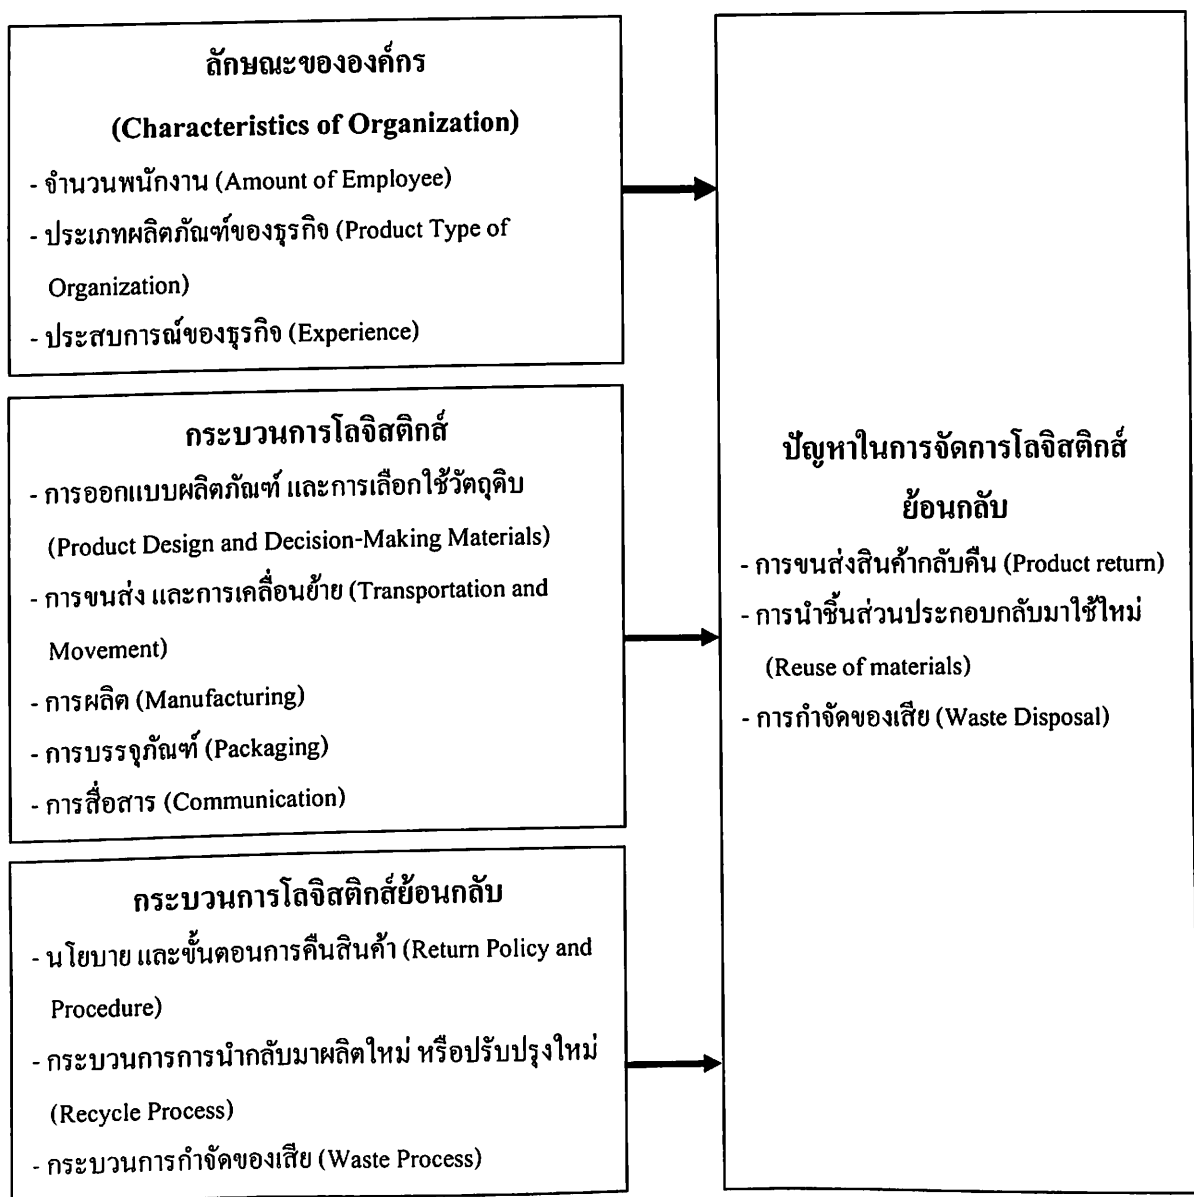 ลักษณะขององค์กร
(Characteristics of Organization)
- จำนวนพนักงาน (Amount of Employee)
- ประเภทผลิตภัณฑ์ของธุรกิจ (Product Type of
Organization)
- ประสบการณ์ของธุรกิจ (Experience)
กระบวนการโลจิสติกส์
- การออกแบบผลิตภัณฑ์ และการเลือกใช้วัตถุดิบ
(Product Design and Decision-Making Materials)
- การขนส่ง และการเคลื่อนย้าย (Transportation and
Movement)
- การผลิต (Manufacturing)
- การบรรจุภัณฑ์ (Packaging)
- การสื่อสาร (Communication)
กระบวนการโลจิสติกส์ย้อนกลับ
- นโยบาย และขั้นตอนการคืนสินค้า (Return Policy and
Procedure)
- กระบวนการการนำกลับมาผลิตใหม่ หรือปรับปรุงใหม่
(Recycle Process)
- กระบวนการกำจัดของเสีย (Waste Process)
ปัญหาในการจัดการโลจิสติกส์
ย้อนกลับ
- การขนส่งสินค้ากลับคืน (Product return)
- การนำชิ้นส่วนประกอบกลับมาใช้ใหม่
(Reuse of materials)
- การกำจัดของเสีย (Waste Disposal)